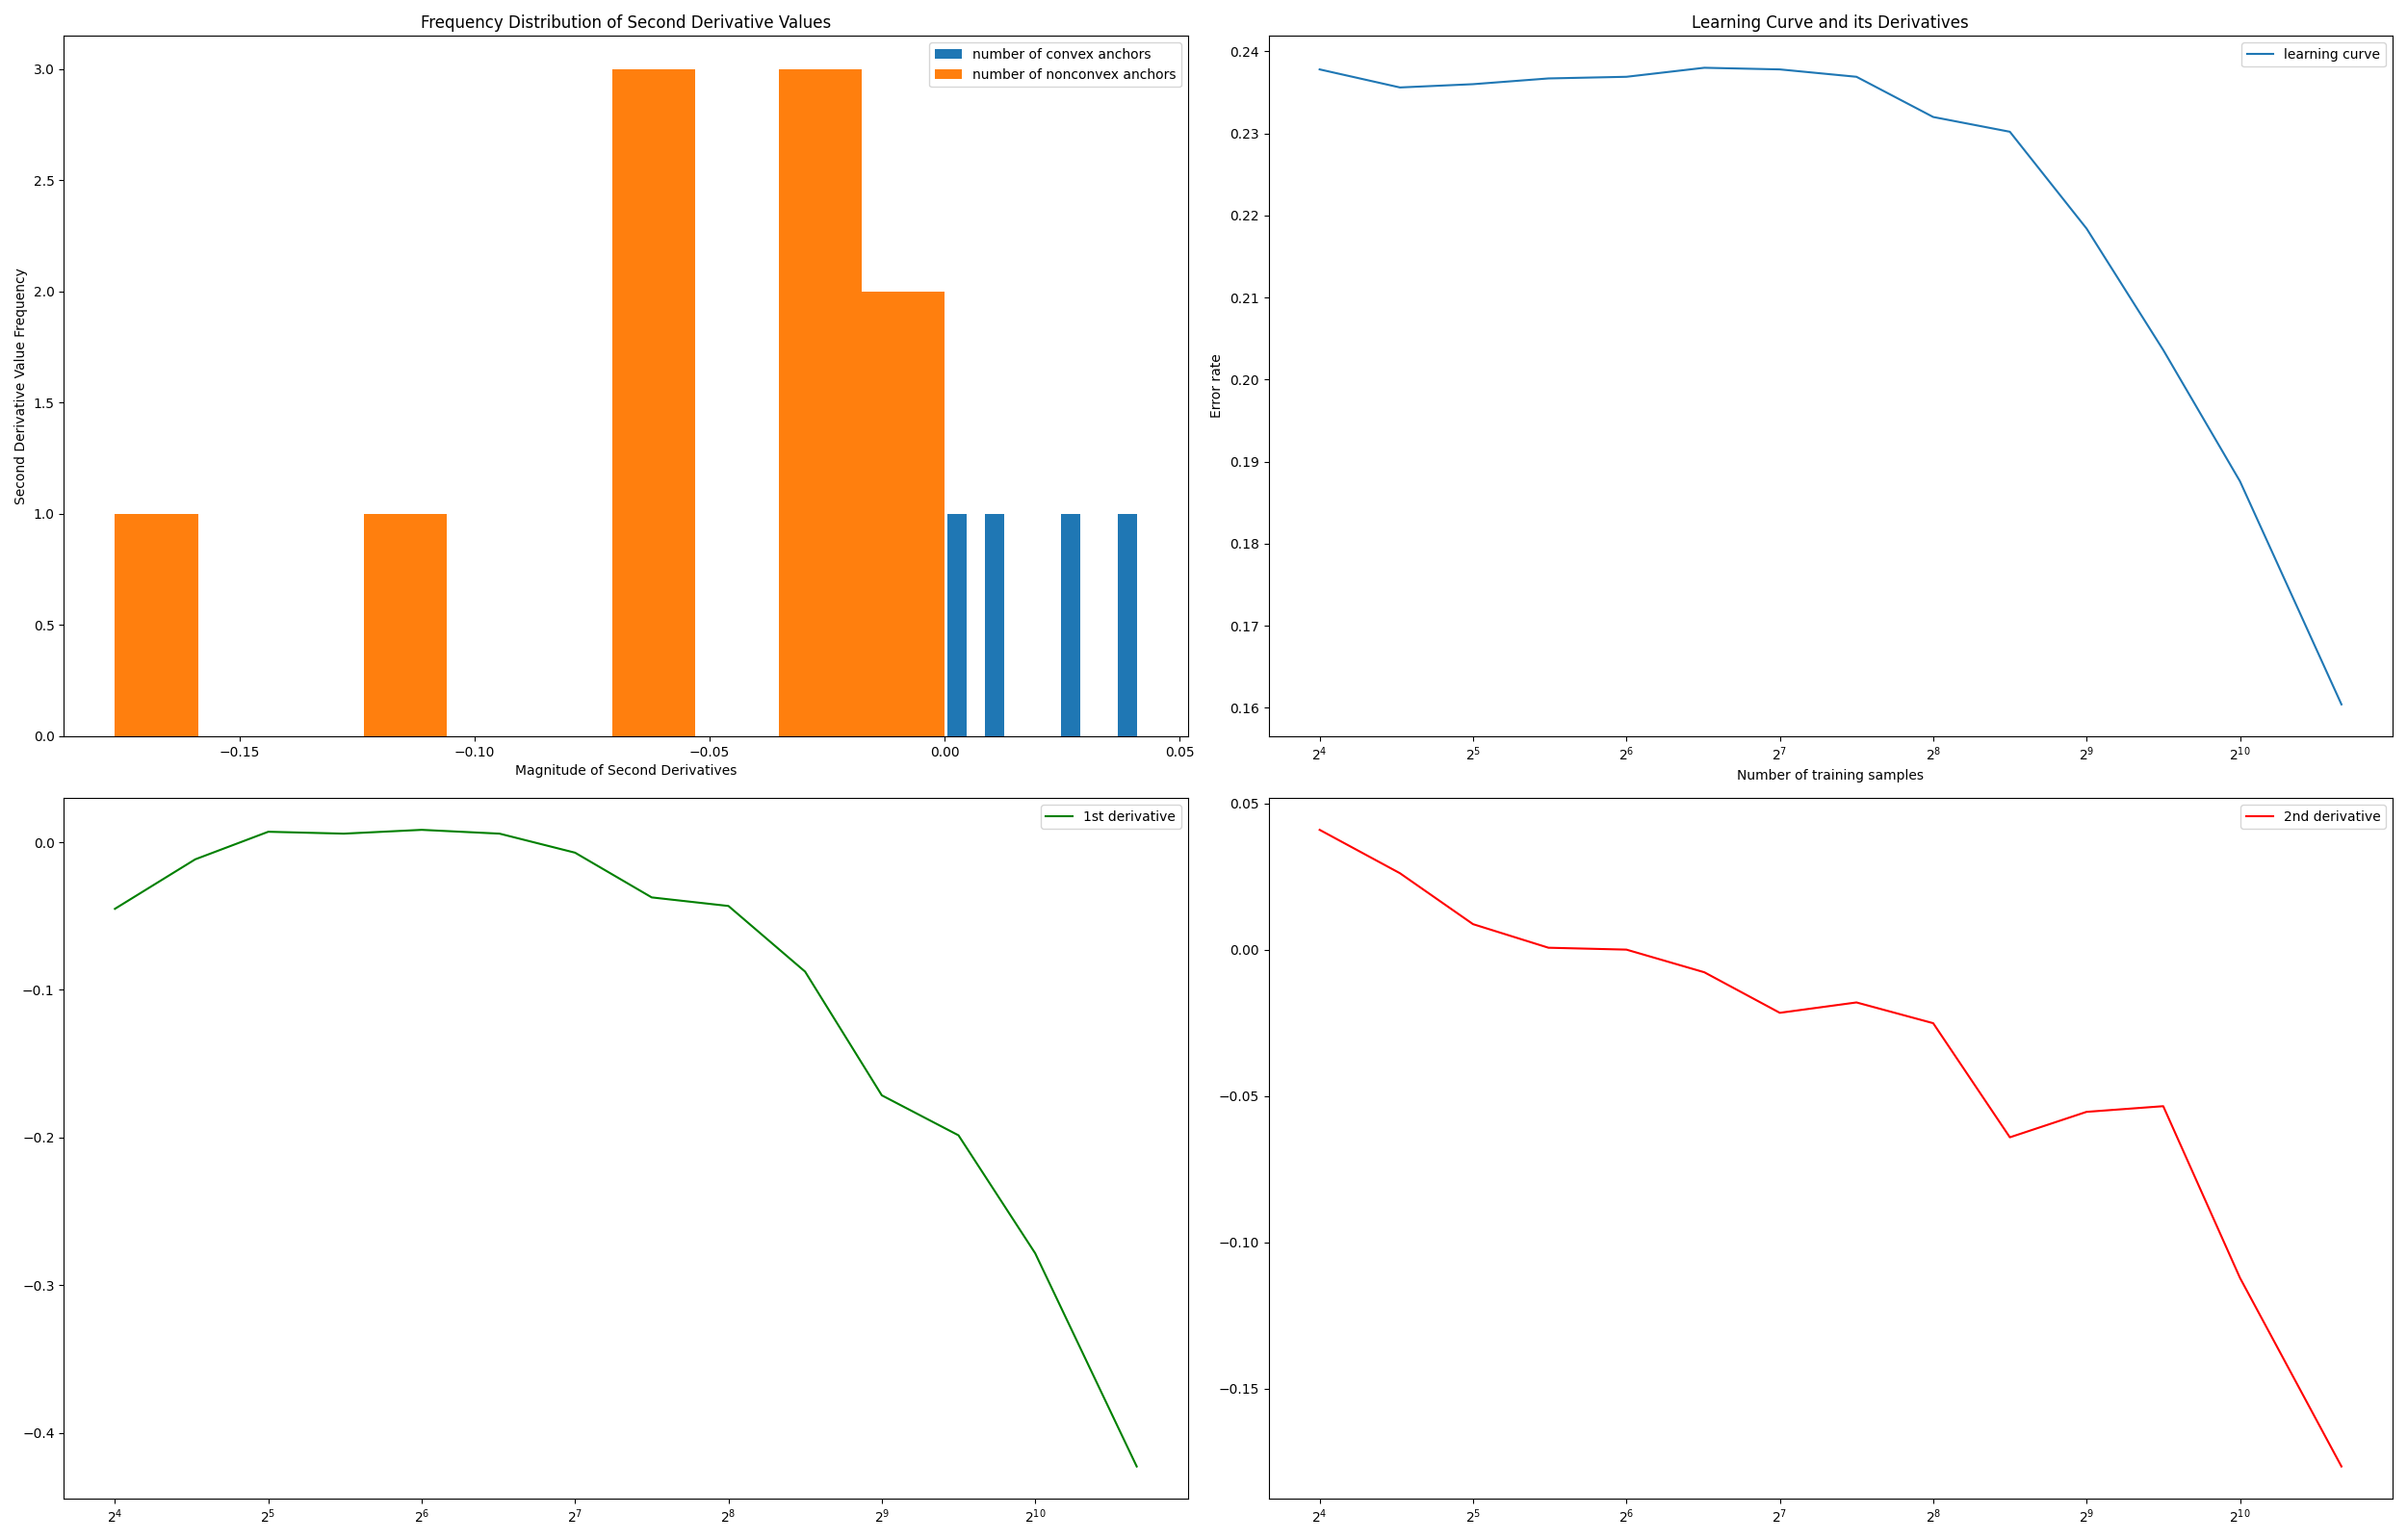 Frequency Distribution of Second Derivative Values
number of convex anchors
number of nonconvex anchors
Second Derivative Value Frequency
3.0
2.5
2.0
1.5
1.0
0.5
0.0
−0.15 −0.10 −0.05 0.00 0.05
Magnitude of Second Derivatives
Learning Curve and its Derivatives
learning curve
Error rate
0.24
0.23
0.22
0.21
0.20
0.19
0.18
0.17
0.16
2⁴ 2⁵ 2⁶ 2⁷ 2⁸ 2⁹ 2¹⁰
Number of training samples
1st derivative
0.0
−0.1
−0.2
−0.3
−0.4
2⁴ 2⁵ 2⁶ 2⁷ 2⁸ 2⁹ 2¹⁰
2nd derivative
0.05
0.00
−0.05
−0.10
−0.15
2⁴ 2⁵ 2⁶ 2⁷ 2⁸ 2⁹ 2¹⁰